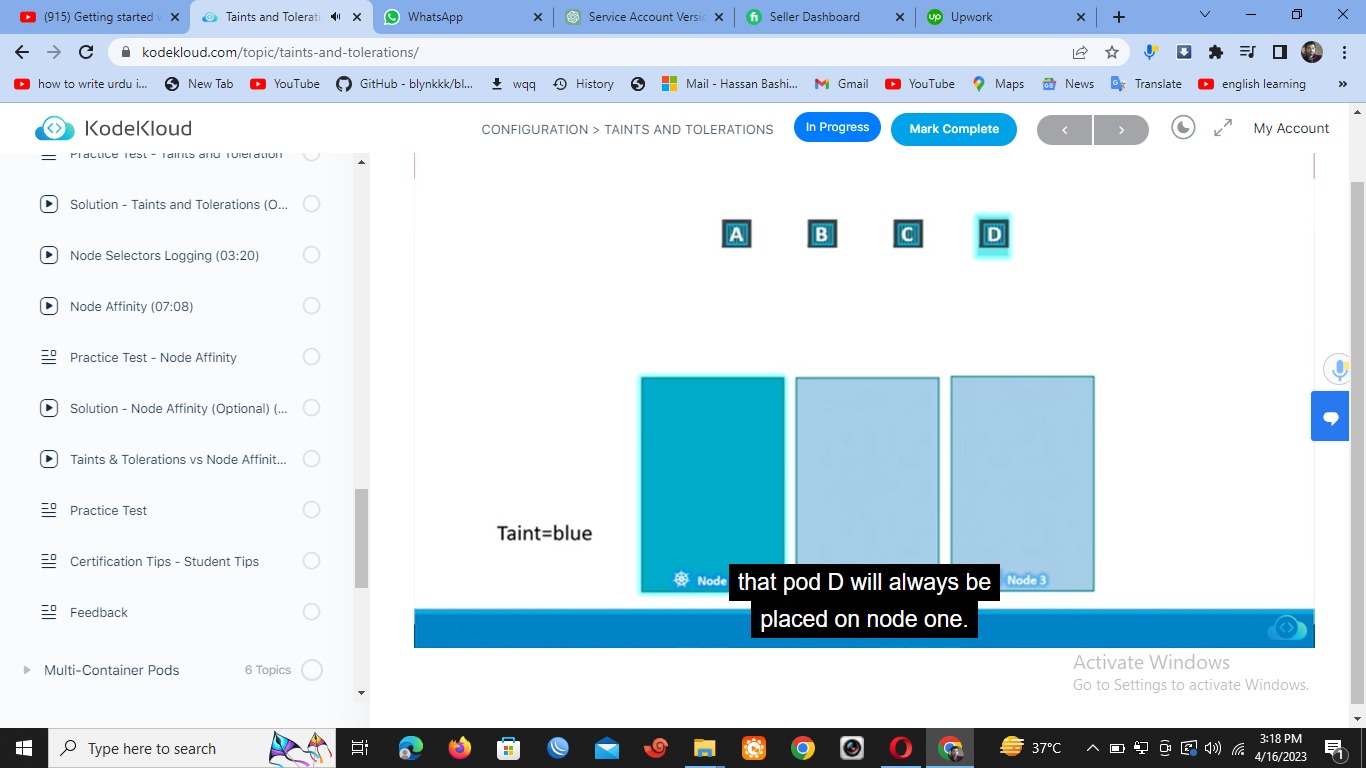 (915) Getting started w
Taints and Tolerati
WhatsApp
Service Account Versio
Seller Dashboard
Upwork
kodekloud.com/topic/taints-and-tolerations/
how to write urdu i...
New Tab
YouTube
GitHub - blynkkk/bl...
wqq
History
Mail - Hassan Bashi...
Gmail
YouTube
Maps
News
Translate
english learning
»
KodeKloud
CONFIGURATION > TAINTS AND TOLERATIONS
In Progress
Mark Complete
My Account
Practice Test - Taints and Toleration
Solution - Taints and Tolerations (O...
Node Selectors Logging (03:20)
Node Affinity (07:08)
Practice Test - Node Affinity
Solution - Node Affinity (Optional) (...
Taints & Tolerations vs Node Affinit...
Practice Test
Certification Tips - Student Tips
Feedback
Multi-Container Pods
6 Topics
A B C D
Taint=blue
Node
Node 3
that pod D will always be
placed on node one.
Activate Windows
Go to Settings to activate Windows.
Type here to search
37°C
3:18 PM
4/16/2023
1